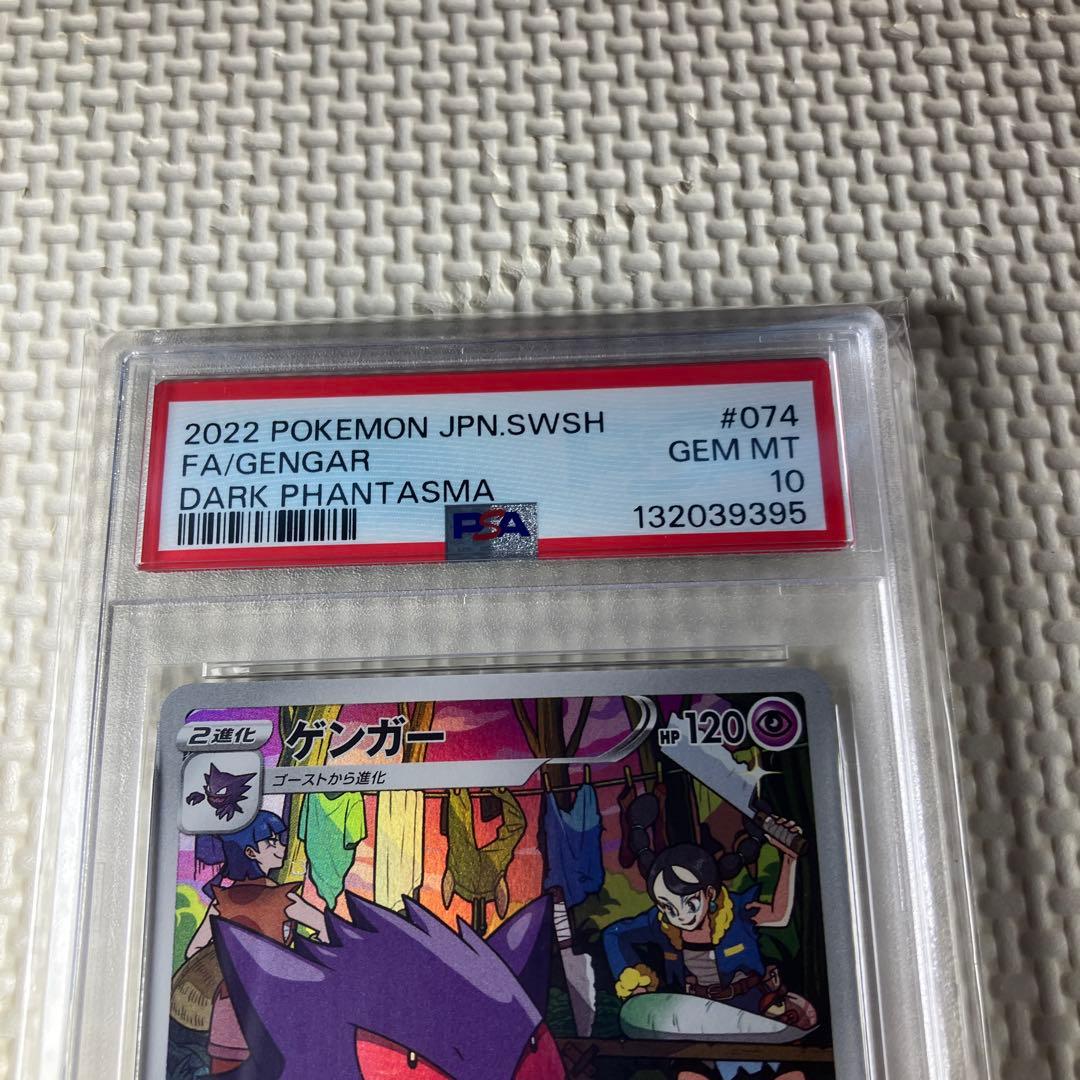 2022 POKEMON JPN.SWSH #074
FA/GENGAR GEM MT
DARK PHANTASMA 10
PSA 132039395
2進化 ゲンガー HP 120
ゴーストから進化